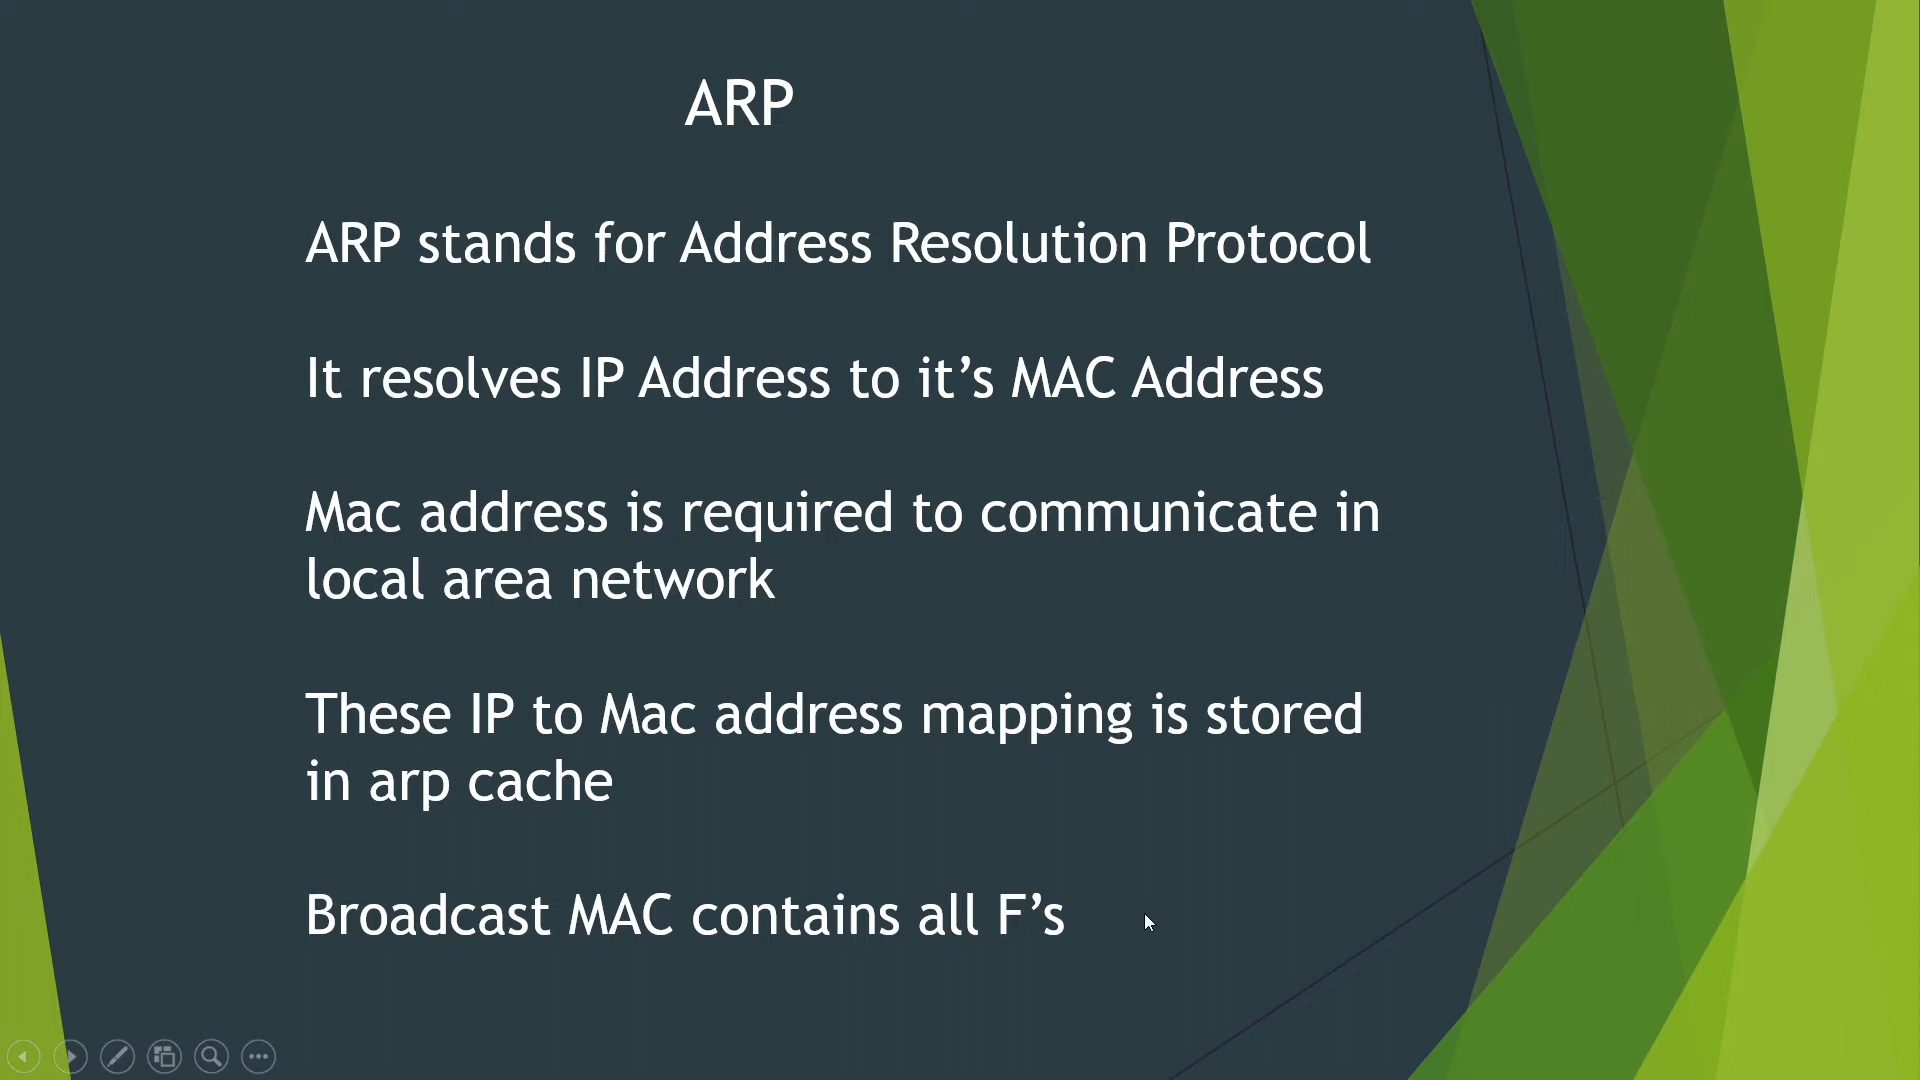 ARP
ARP stands for Address Resolution Protocol
It resolves IP Address to it’s MAC Address
Mac address is required to communicate in
local area network
These IP to Mac address mapping is stored
in arp cache
Broadcast MAC contains all F’s